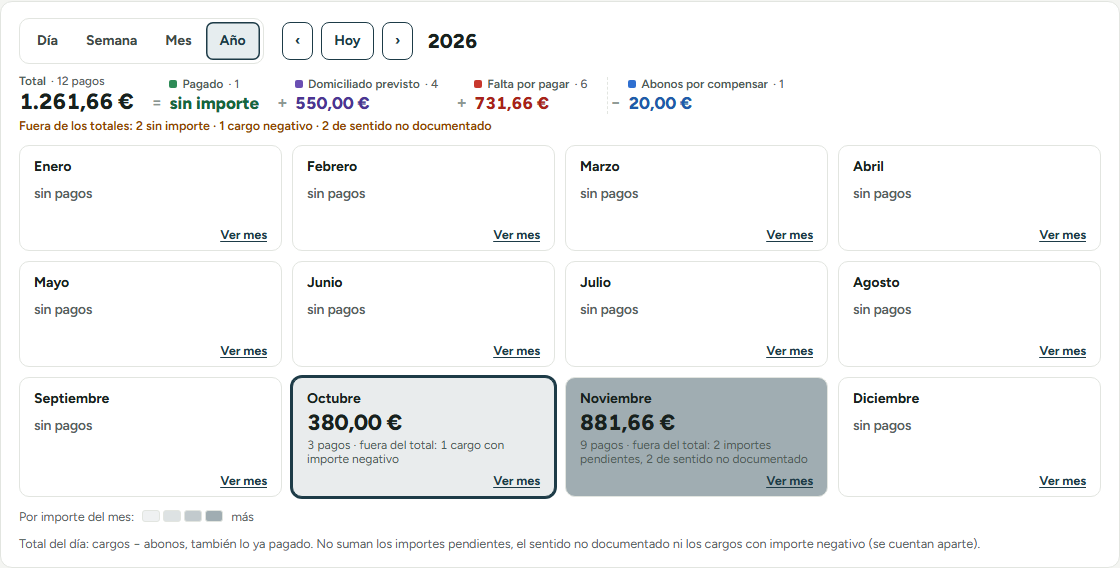 Día Semana Mes Año ‹ Hoy › 2026
Total · 12 pagos Pagado · 1 Domiciliado previsto · 4 Falta por pagar · 6 Abonos por compensar · 1
1.261,66 € = sin importe + 550,00 € + 731,66 € − 20,00 €
Fuera de los totales: 2 sin importe · 1 cargo negativo · 2 de sentido no documentado
Enero
sin pagos
Ver mes
Febrero
sin pagos
Ver mes
Marzo
sin pagos
Ver mes
Abril
sin pagos
Ver mes
Mayo
sin pagos
Ver mes
Junio
sin pagos
Ver mes
Julio
sin pagos
Ver mes
Agosto
sin pagos
Ver mes
Septiembre
sin pagos
Ver mes
Octubre
380,00 €
3 pagos · fuera del total: 1 cargo con
importe negativo
Ver mes
Noviembre
881,66 €
9 pagos · fuera del total: 2 importes
pendientes, 2 de sentido no documentado
Ver mes
Diciembre
sin pagos
Ver mes
Por importe del mes: más
Total del día: cargos − abonos, también lo ya pagado. No suman los importes pendientes, el sentido no documentado ni los cargos con importe negativo (se cuentan aparte).